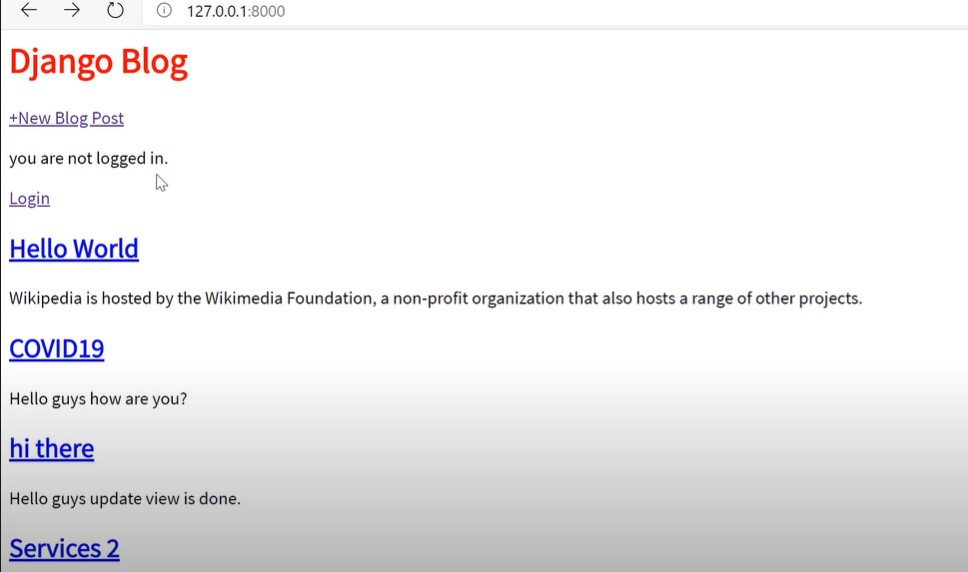 127.0.0.1:8000
Django Blog
+New Blog Post
you are not logged in.
Login
Hello World
Wikipedia is hosted by the Wikimedia Foundation, a non-profit organization that also hosts a range of other projects.
COVID19
Hello guys how are you?
hi there
Hello guys update view is done.
Services 2